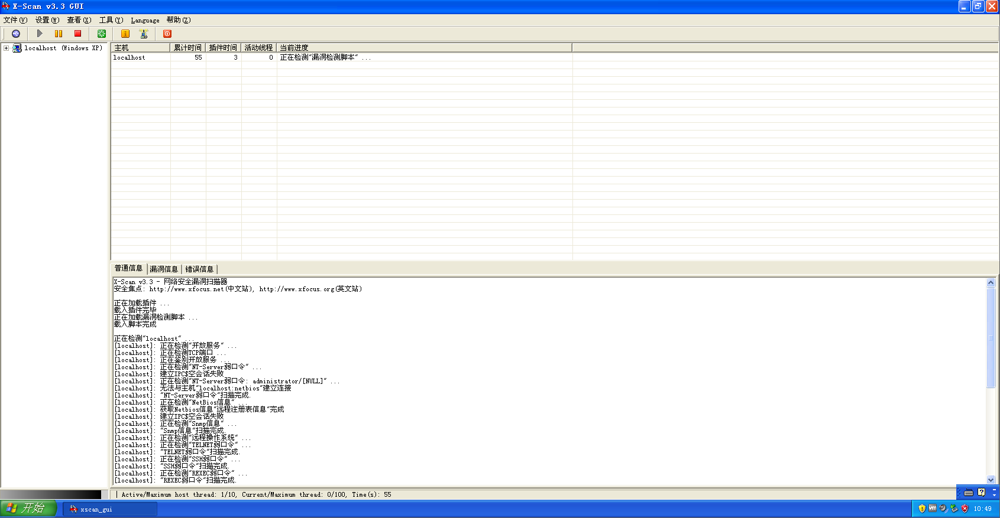 X-Scan v3.3 GUI
文件(V) 设置(W) 查看(X) 工具(Y) Language 帮助(Z)
localhost (Windows XP)
主机 累计时间 插件时间 活动线程 当前进度
localhost 55 3 0 正在检测"漏洞检测脚本" ...
普通信息 漏洞信息 错误信息
X-Scan v3.3 - 网络安全漏洞扫描器
安全焦点: http://www.xfocus.net(中文站), http://www.xfocus.org(英文站)
正在加载插件 ...
载入插件完毕
正在加载漏洞检测脚本 ...
载入脚本完成
正在检测"localhost" ...
[localhost]: 正在检测"开放服务" ...
[localhost]: 正在检测TCP端口 ...
[localhost]: 正在鉴别开放服务 ...
[localhost]: 正在检测"NT-Server弱口令" ...
[localhost]: 建立IPC$空会话失败
[localhost]: 正在检测"NT-Server弱口令: administrator/[NULL]" ...
[localhost]: 无法与主机"localhost:netbios"建立连接
[localhost]: "NT-Server弱口令"扫描完成.
[localhost]: 正在检测"NetBios信息" ...
[localhost]: 获取Netbios信息"远程注册表信息"完成
[localhost]: 建立IPC$空会话失败
[localhost]: 正在检测"Snmp信息" ...
[localhost]: "Snmp信息"扫描完成.
[localhost]: 正在检测"远程操作系统" ...
[localhost]: 正在检测"TELNET弱口令" ...
[localhost]: "TELNET弱口令"扫描完成.
[localhost]: 正在检测"SSH弱口令" ...
[localhost]: "SSH弱口令"扫描完成.
[localhost]: 正在检测"REXEC弱口令" ...
[localhost]: "REXEC弱口令"扫描完成.
Active/Maximum host thread: 1/10, Current/Maximum thread: 0/100, Time(s): 55
开始 xscan_gui 10:49